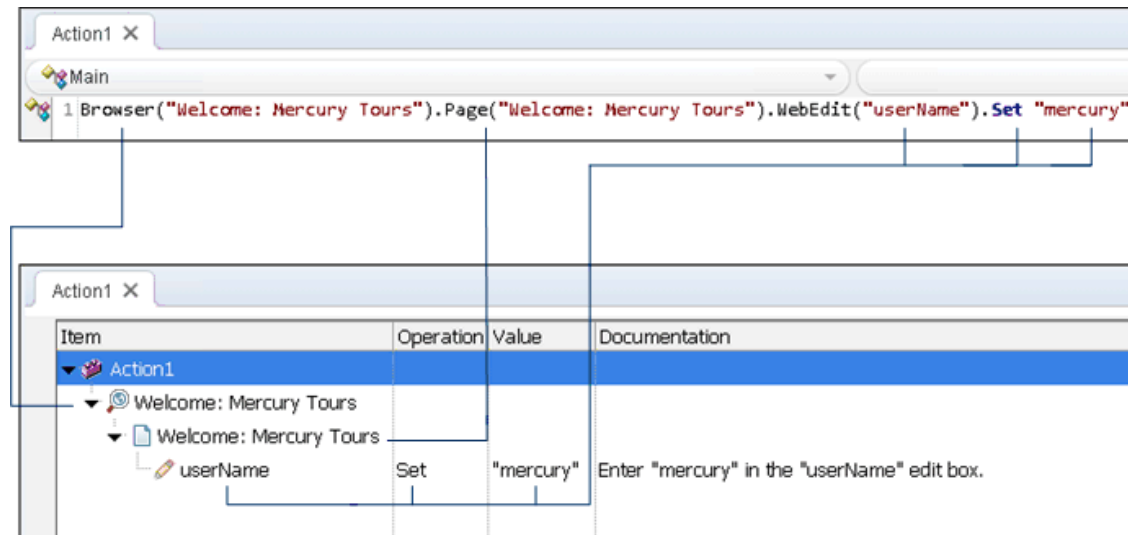 Action1 ×
Main
1 Browser("Welcome: Mercury Tours").Page("Welcome: Mercury Tours").WebEdit("userName").Set "mercury"
Action1 ×
Item Operation Value Documentation
Action1
Welcome: Mercury Tours
Welcome: Mercury Tours
userName Set "mercury" Enter "mercury" in the "userName" edit box.